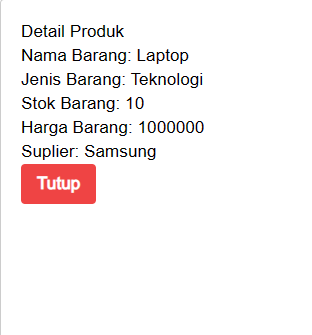 Detail Produk
Nama Barang: Laptop
Jenis Barang: Teknologi
Stok Barang: 10
Harga Barang: 1000000
Suplier: Samsung
Tutup